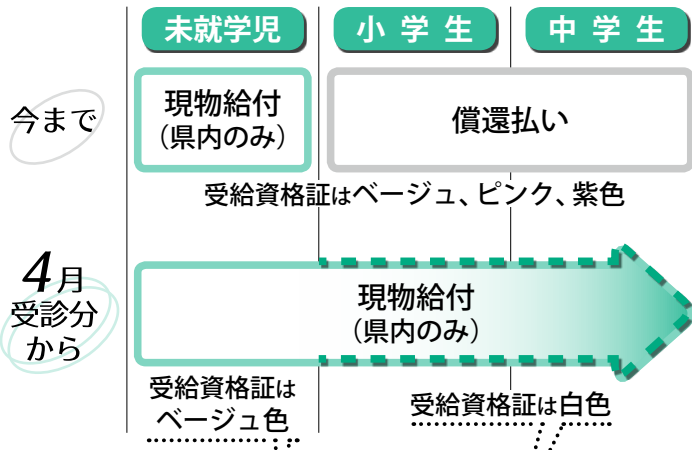 未就学児
小学生
中学生
今まで
現物給付
（県内のみ）
償還払い
受給資格証はベージュ、ピンク、紫色
4月
受診分
から
現物給付
（県内のみ）
受給資格証は
ベージュ色
受給資格証は白色